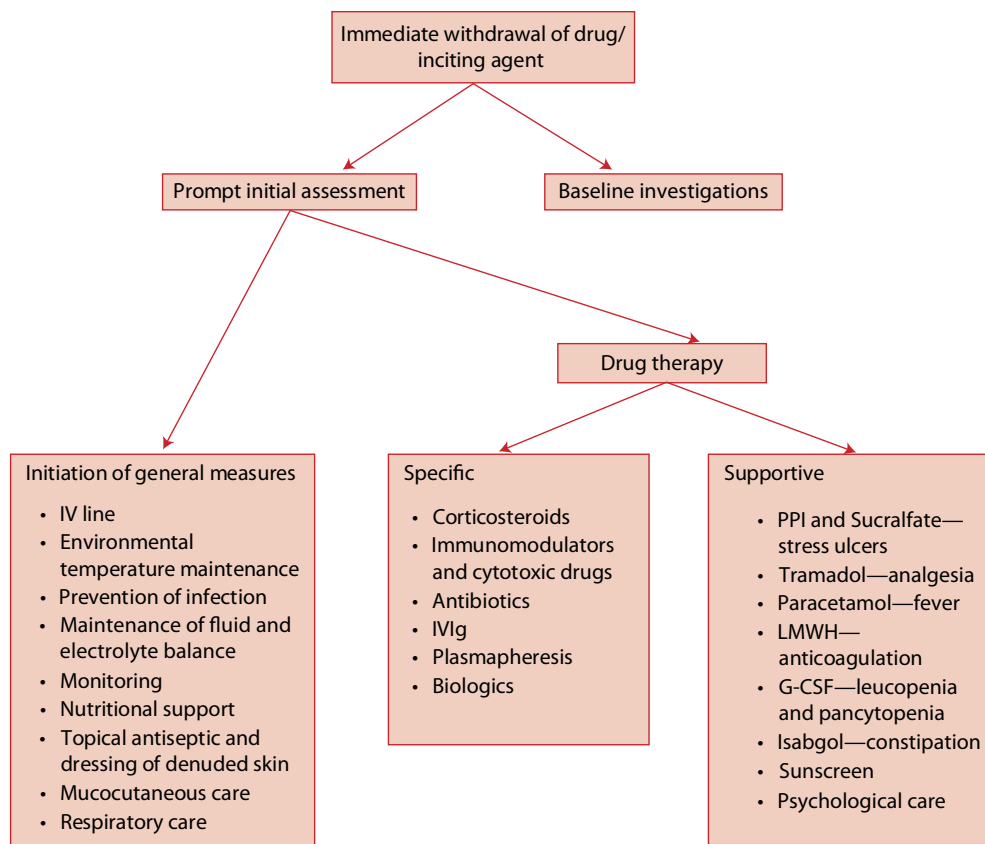 Immediate withdrawal of drug/
inciting agent
Prompt initial assessment
Baseline investigations
Drug therapy
Initiation of general measures
• IV line
• Environmental
temperature maintenance
• Prevention of infection
• Maintenance of fluid and
electrolyte balance
• Monitoring
• Nutritional support
• Topical antiseptic and
dressing of denuded skin
• Mucocutaneous care
• Respiratory care
Specific
• Corticosteroids
• Immunomodulators
and cytotoxic drugs
• Antibiotics
• IVIg
• Plasmapheresis
• Biologics
Supportive
• PPI and Sucralfate—
stress ulcers
• Tramadol—analgesia
• Paracetamol—fever
• LMWH—
anticoagulation
• G-CSF—leucopenia
and pancytopenia
• Isabgol—constipation
• Sunscreen
• Psychological care